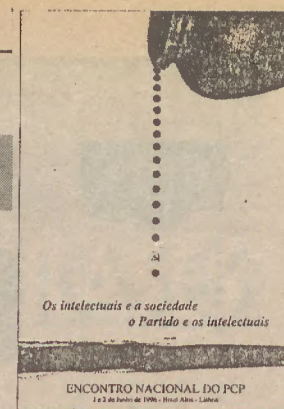 Os intelectuais e a sociedade
o Partido e os intelectuais
ENCONTRO NACIONAL DO PCP
1 e 2 de Junho de 1996 - Hotel Altis - Lisboa